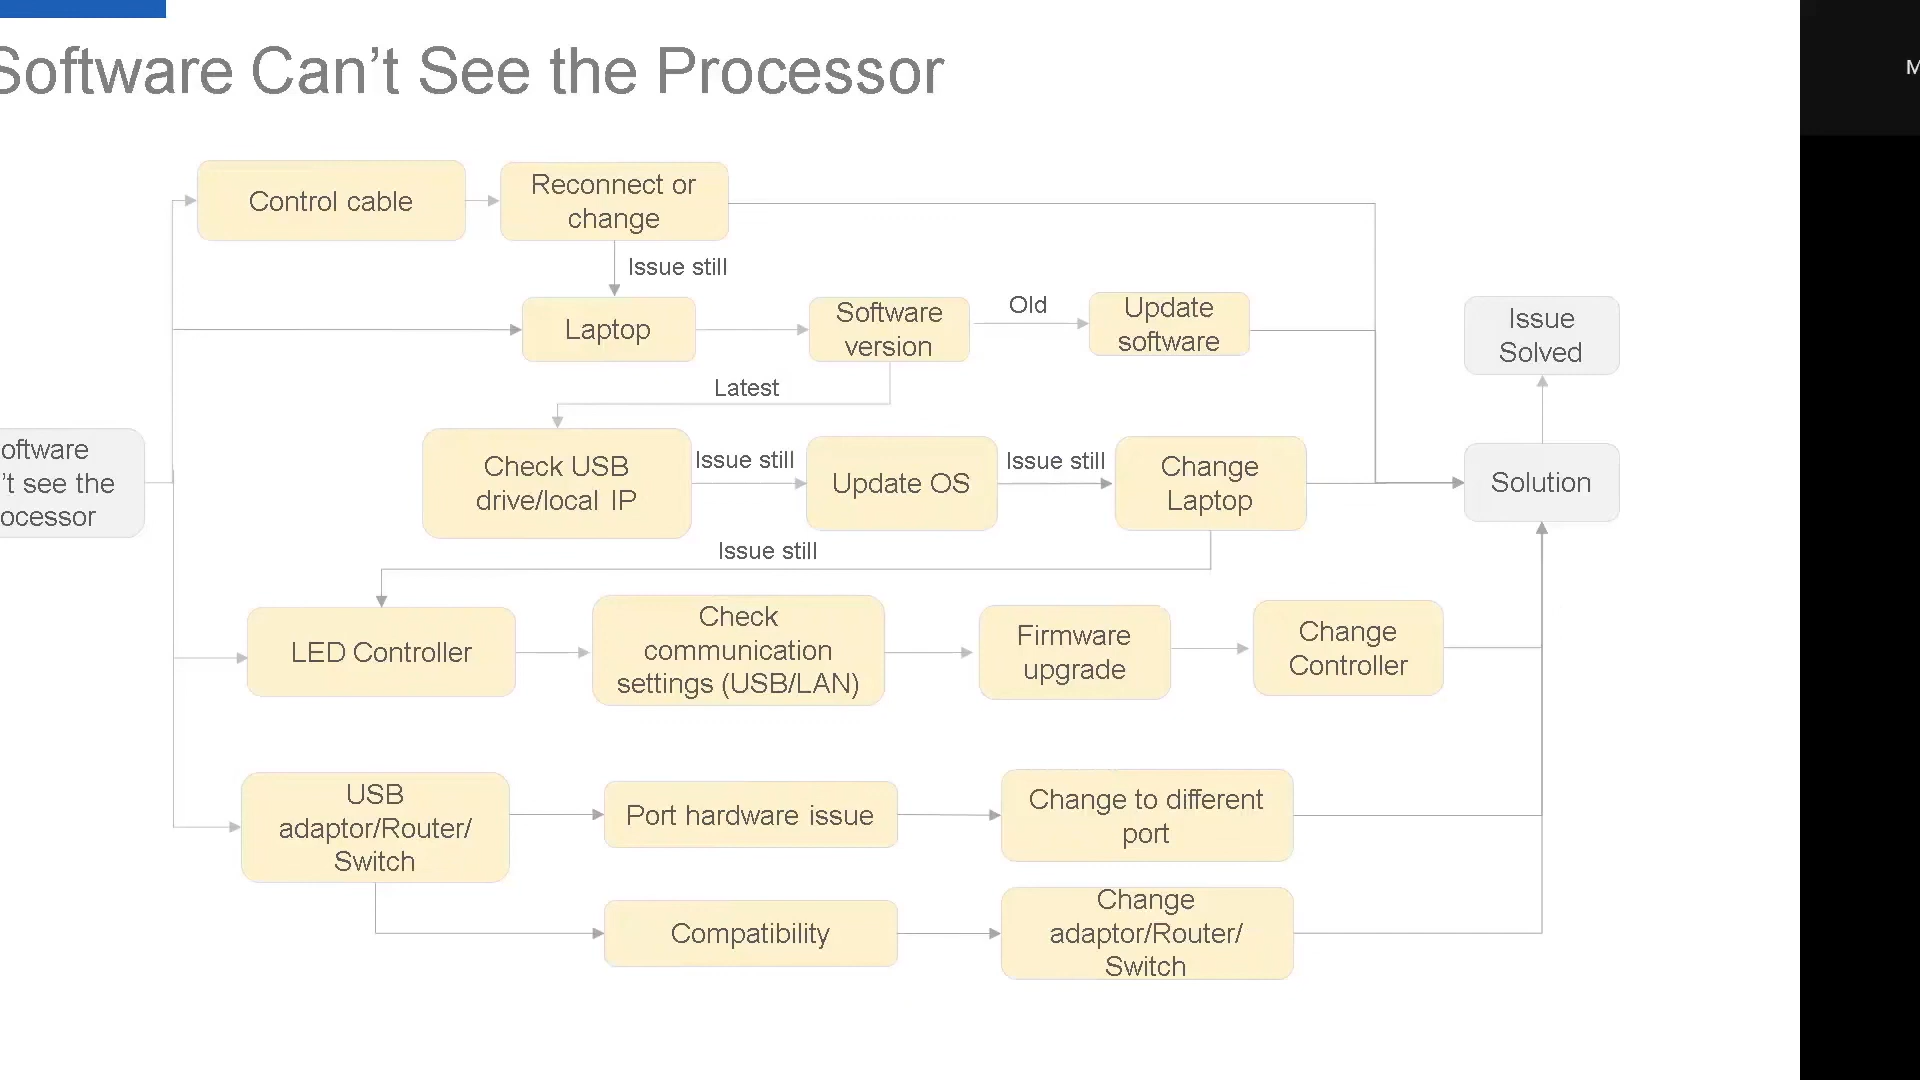 Software Can’t See the Processor
Control cable
Reconnect or
change
Issue still
Laptop
Software
version
Old
Update
software
Issue
Solved
Latest
oftware
’t see the
ocessor
Check USB
drive/local IP
Issue still
Update OS
Issue still
Change
Laptop
Solution
Issue still
LED Controller
Check
communication
settings (USB/LAN)
Firmware
upgrade
Change
Controller
USB
adaptor/Router/
Switch
Port hardware issue
Change to different
port
Compatibility
Change
adaptor/Router/
Switch
M